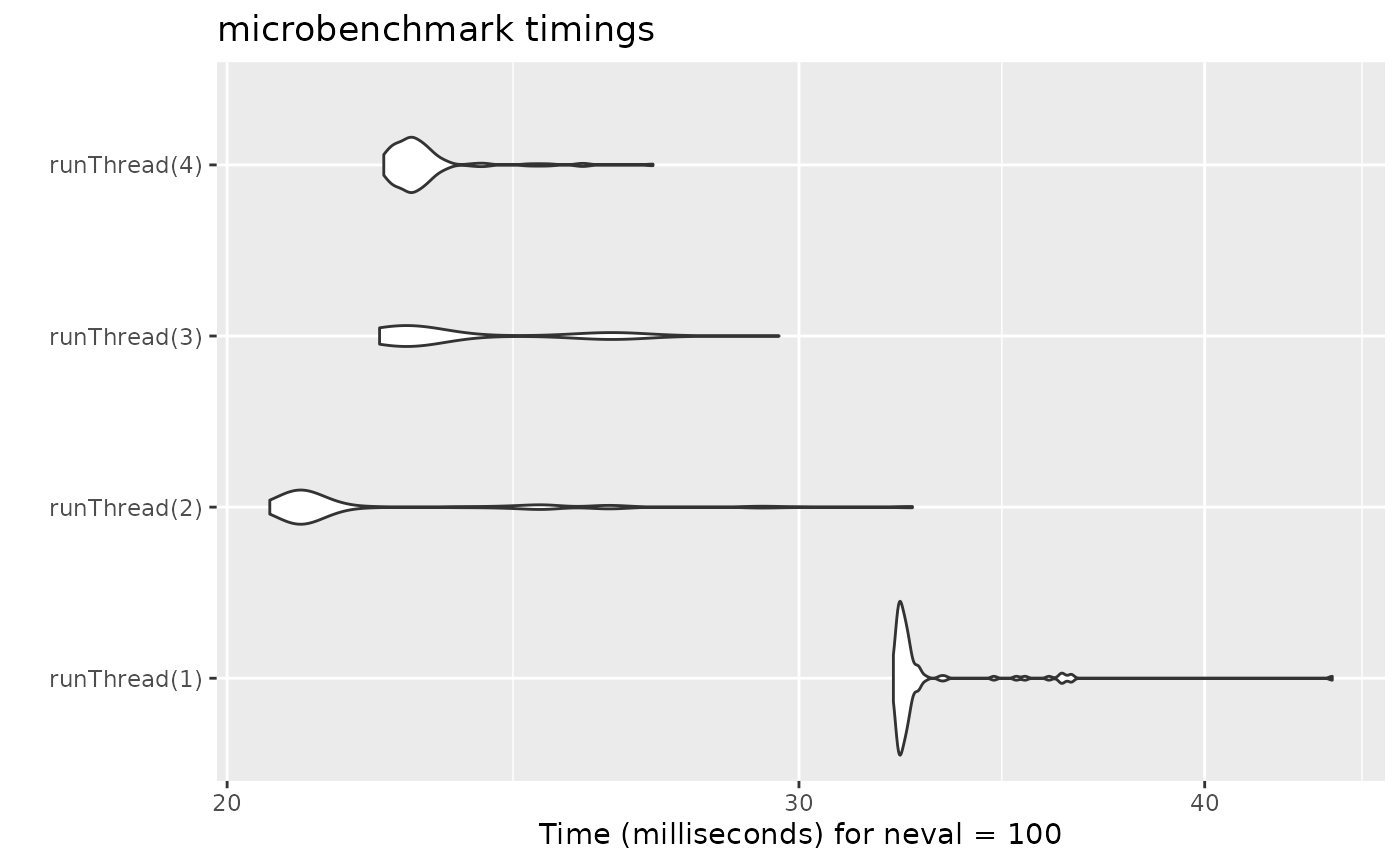 microbenchmark timings
runThread(4)
runThread(3)
runThread(2)
runThread(1)
20 30 40
Time (milliseconds) for neval = 100